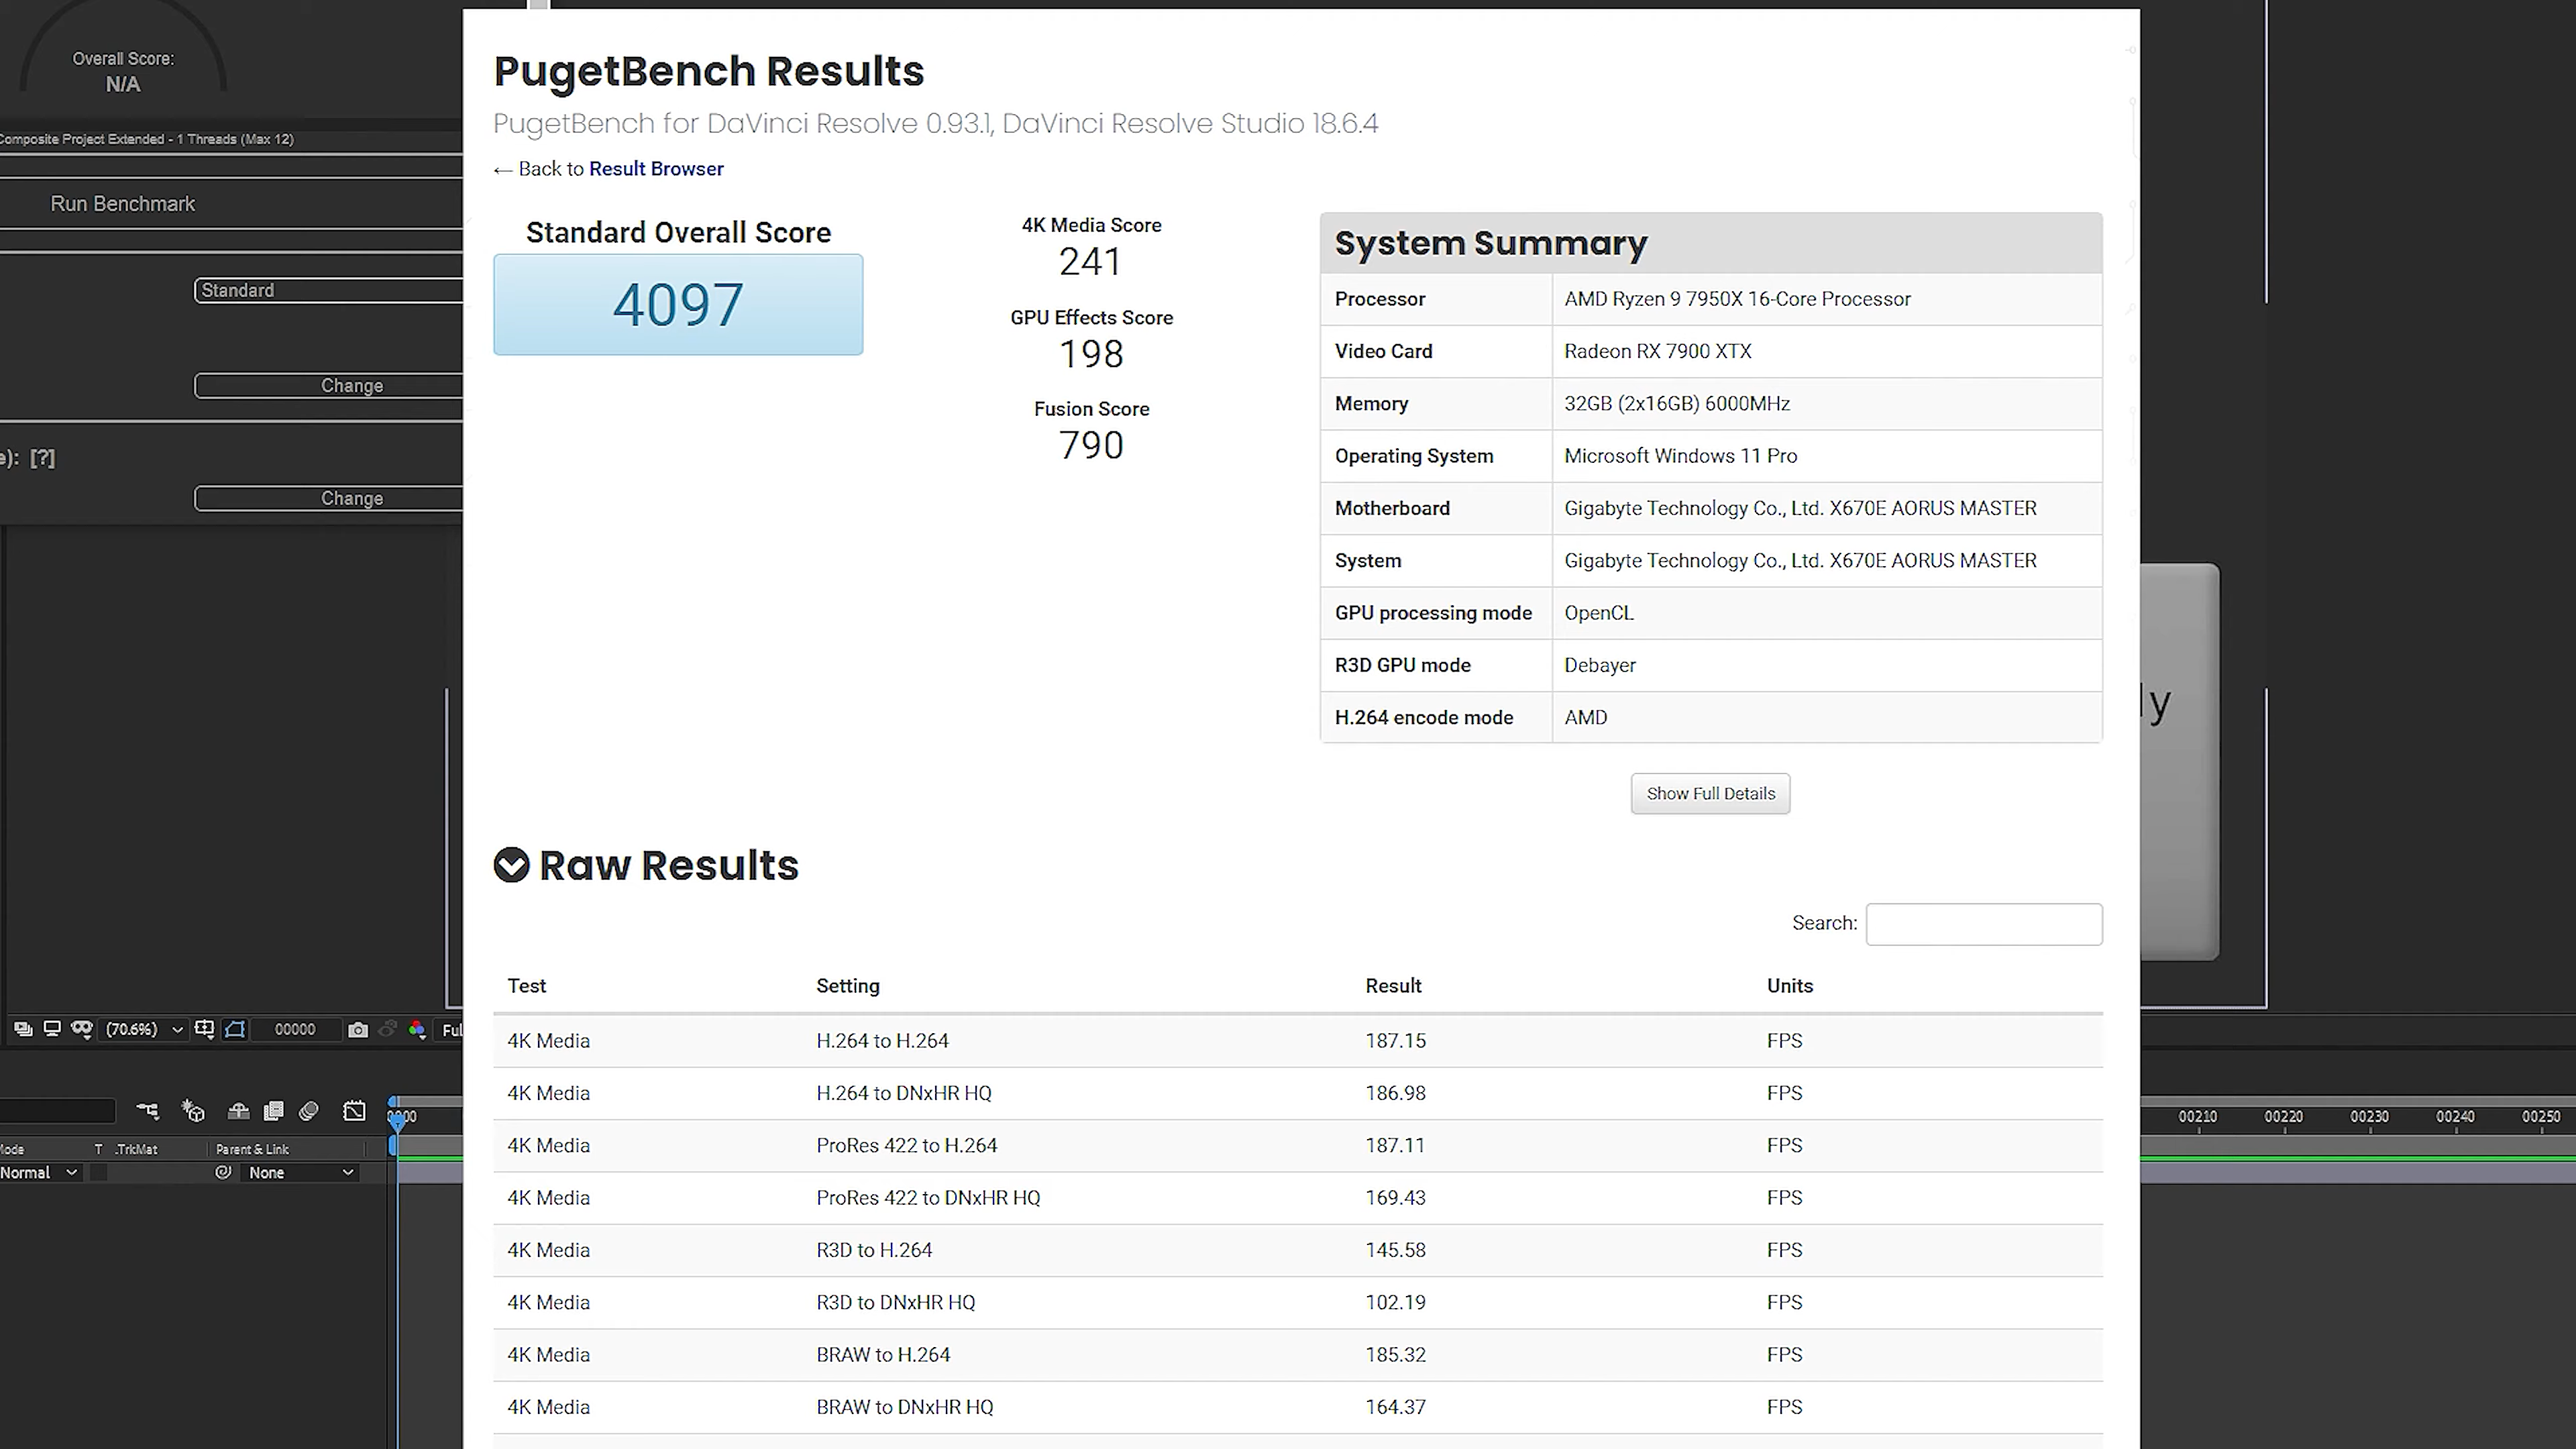 Overall Score:
N/A
Composite Project Extended - 1 Threads (Max 12)
Run Benchmark
Standard
Change
e): [?]
Change
PugetBench Results
PugetBench for DaVinci Resolve 0.93.1, DaVinci Resolve Studio 18.6.4
← Back to Result Browser
Standard Overall Score
4097
4K Media Score
241
GPU Effects Score
198
Fusion Score
790
System Summary
Processor AMD Ryzen 9 7950X 16-Core Processor
Video Card Radeon RX 7900 XTX
Memory 32GB (2x16GB) 6000MHz
Operating System Microsoft Windows 11 Pro
Motherboard Gigabyte Technology Co., Ltd. X670E AORUS MASTER
System Gigabyte Technology Co., Ltd. X670E AORUS MASTER
GPU processing mode OpenCL
R3D GPU mode Debayer
H.264 encode mode AMD
Show Full Details
Raw Results
Search:
Test Setting Result Units
4K Media H.264 to H.264 187.15 FPS
4K Media H.264 to DNxHR HQ 186.98 FPS
4K Media ProRes 422 to H.264 187.11 FPS
4K Media ProRes 422 to DNxHR HQ 169.43 FPS
4K Media R3D to H.264 145.58 FPS
4K Media R3D to DNxHR HQ 102.19 FPS
4K Media BRAW to H.264 185.32 FPS
4K Media BRAW to DNxHR HQ 164.37 FPS
ly
(70.6%) 00000 Ful
00210 00220 00230 00240 00250
Mode T .TrkMat Parent & Link
Normal None